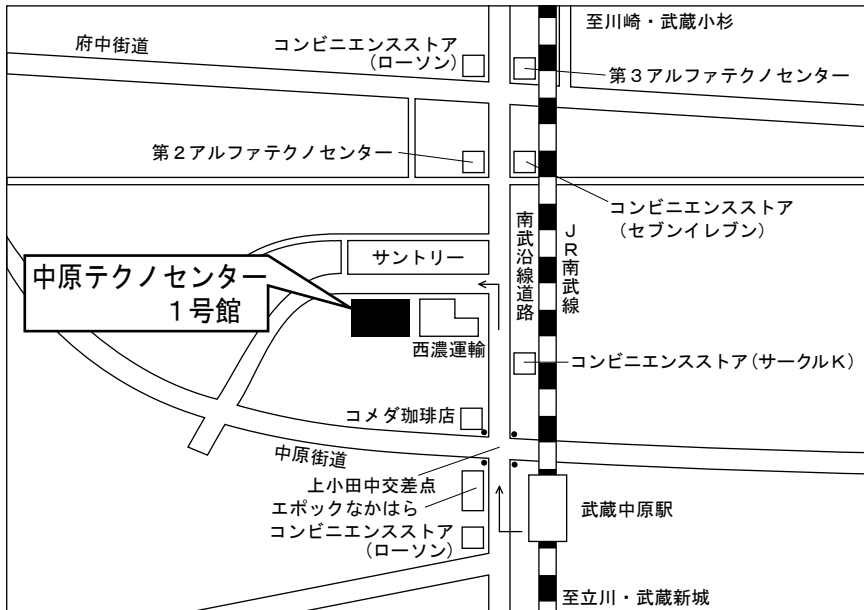 至川崎・武蔵小杉
府中街道
コンビニエンスストア
(ローソン)
第3アルファテクノセンター
第2アルファテクノセンター
コンビニエンスストア
(セブンイレブン)
南武沿線道路
JR南武線
サントリー
中原テクノセンター
1号館
西濃運輸
コンビニエンスストア(サークルK)
コメダ珈琲店
中原街道
上小田中交差点
エポックなかはら
コンビニエンスストア
(ローソン)
武蔵中原駅
至立川・武蔵新城